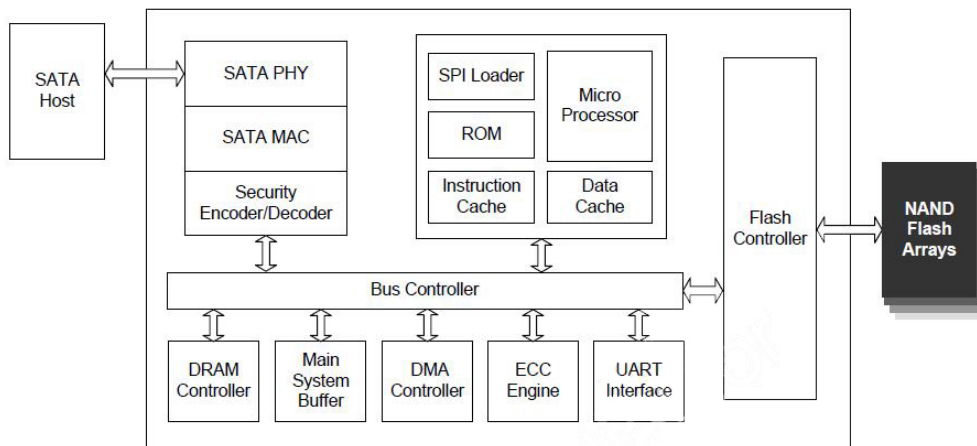 SATA
Host
SATA PHY
SATA MAC
Security
Encoder/Decoder
SPI Loader
ROM
Instruction
Cache
Micro
Processor
Data
Cache
Flash
Controller
NAND
Flash
Arrays
Bus Controller
DRAM
Controller
Main
System
Buffer
DMA
Controller
ECC
Engine
UART
Interface